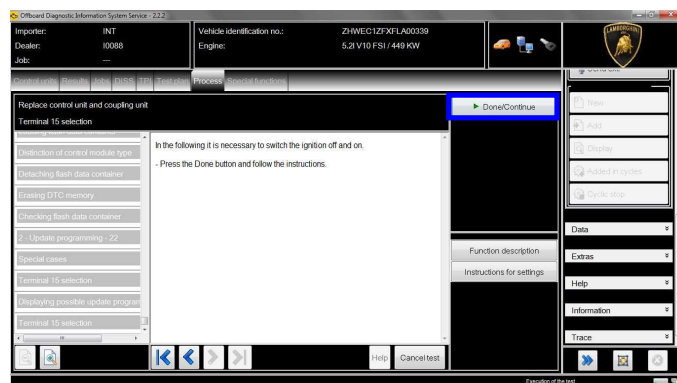 Offboard Diagnostic Information System Service - 2.2.2
Importer: INT
Dealer: I0088
Job: ---
Vehicle identification no.: ZHWEC1ZFXFLA00339
Engine: 5.2l V10 FSI / 449 KW
LAMBORGHINI
Control units Results Jobs DISS TPI Test plan Process Special functions
Replace control unit and coupling unit
Terminal 15 selection
Distinction of control module type
Detaching flash data container
Erasing DTC memory
Checking flash data container
2 - Update programming - 22
Special cases
Terminal 15 selection
Displaying possible update program
Terminal 15 selection
In the following it is necessary to switch the ignition off and on.
- Press the Done button and follow the instructions.
Help
Cancel test
Done/Continue
Function description
Instructions for settings
New
Add
Display
Added in cycles
Cyclic stop
Data
Extras
Help
Information
Trace
Execution of the test